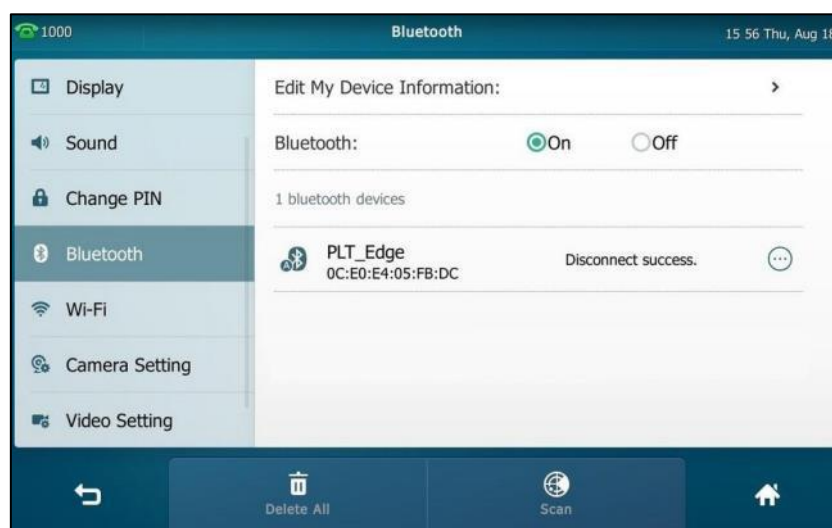 1000
Bluetooth
15 56 Thu, Aug 18
Display
Sound
Change PIN
Bluetooth
Wi-Fi
Camera Setting
Video Setting
Edit My Device Information:
Bluetooth: On Off
1 bluetooth devices
PLT_Edge
0C:E0:E4:05:FB:DC
Disconnect success.
Delete All
Scan